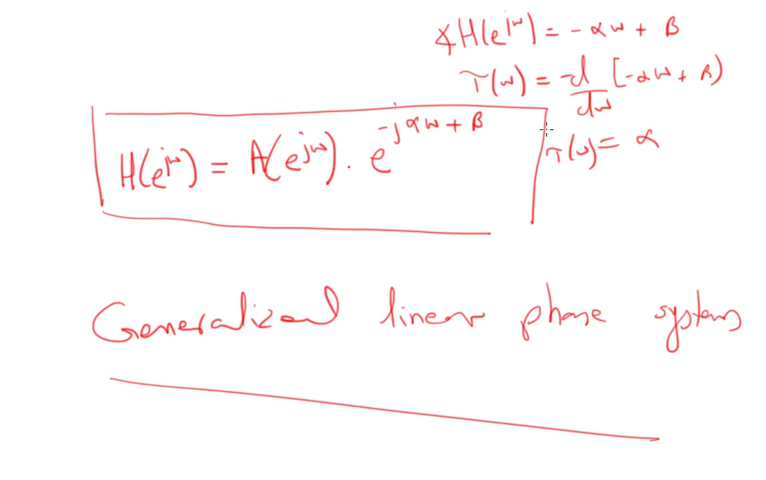 ∡H(e^{jω}) = -αω + β
τ(ω) = -d/dω [-αω + β)
H(e^{jω}) = A(e^{jω}) · e^{-jαω + β}
τ(ω) = α
Generalized linear phase systems